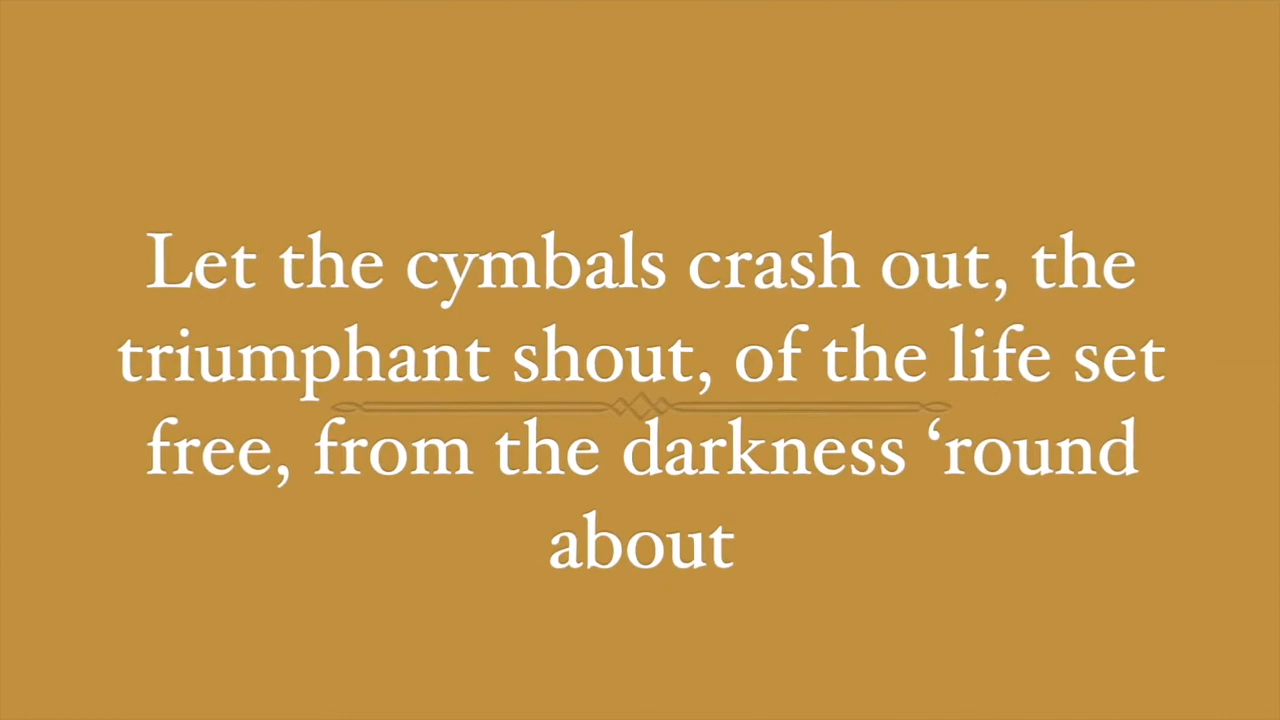 Let the cymbals crash out, the
triumphant shout, of the life set
free, from the darkness ‘round
about